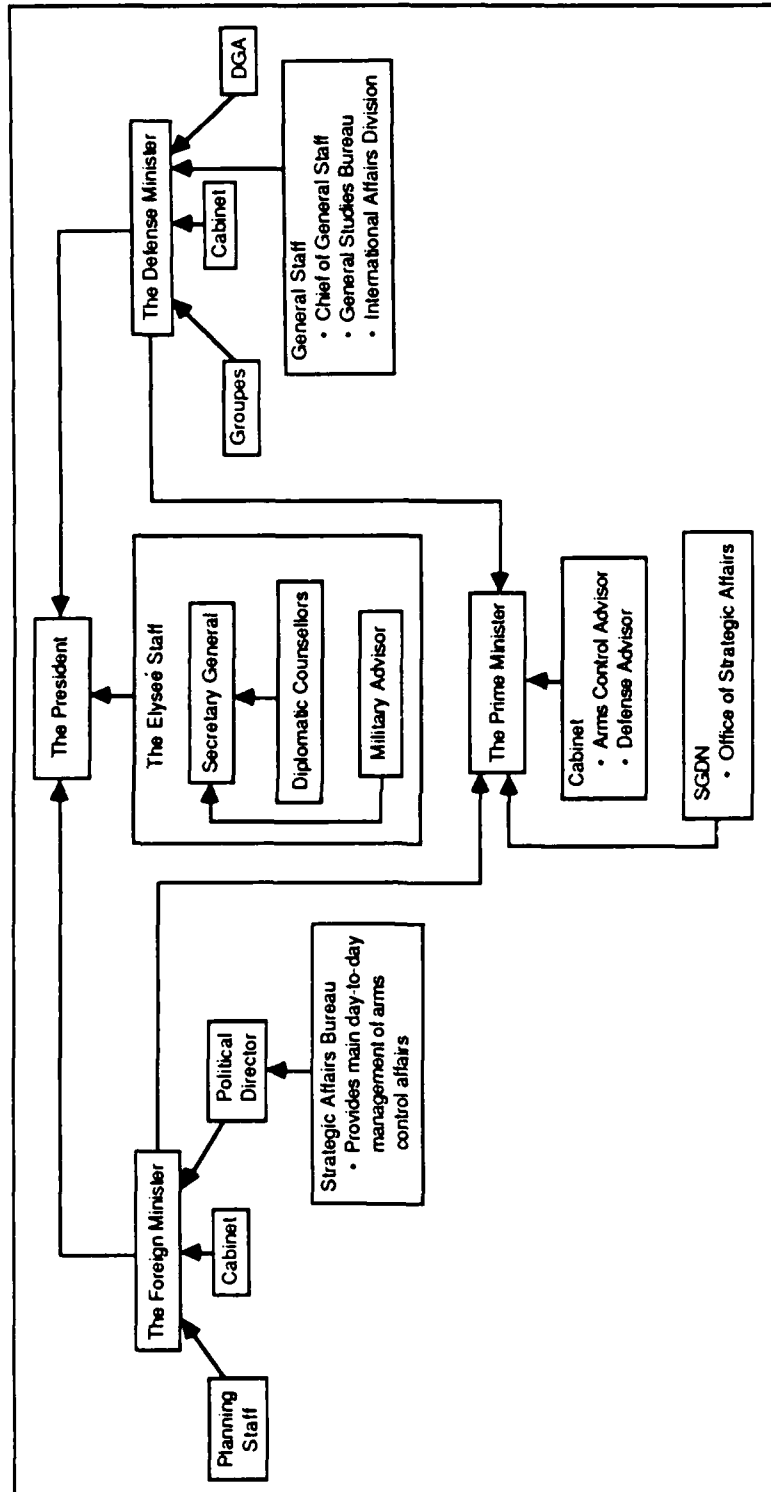 The President
The Elyseé Staff
Secretary General
Diplomatic Counsellors
Military Advisor
The Foreign Minister
Planning
Staff
Cabinet
Political
Director
Strategic Affairs Bureau
• Provides main day-to-day
management of arms
control affairs
The Defense Minister
Groupes
Cabinet
DGA
General Staff
• Chief of General Staff
• General Studies Bureau
• International Affairs Division
The Prime Minister
Cabinet
• Arms Control Advisor
• Defense Advisor
SGDN
• Office of Strategic Affairs